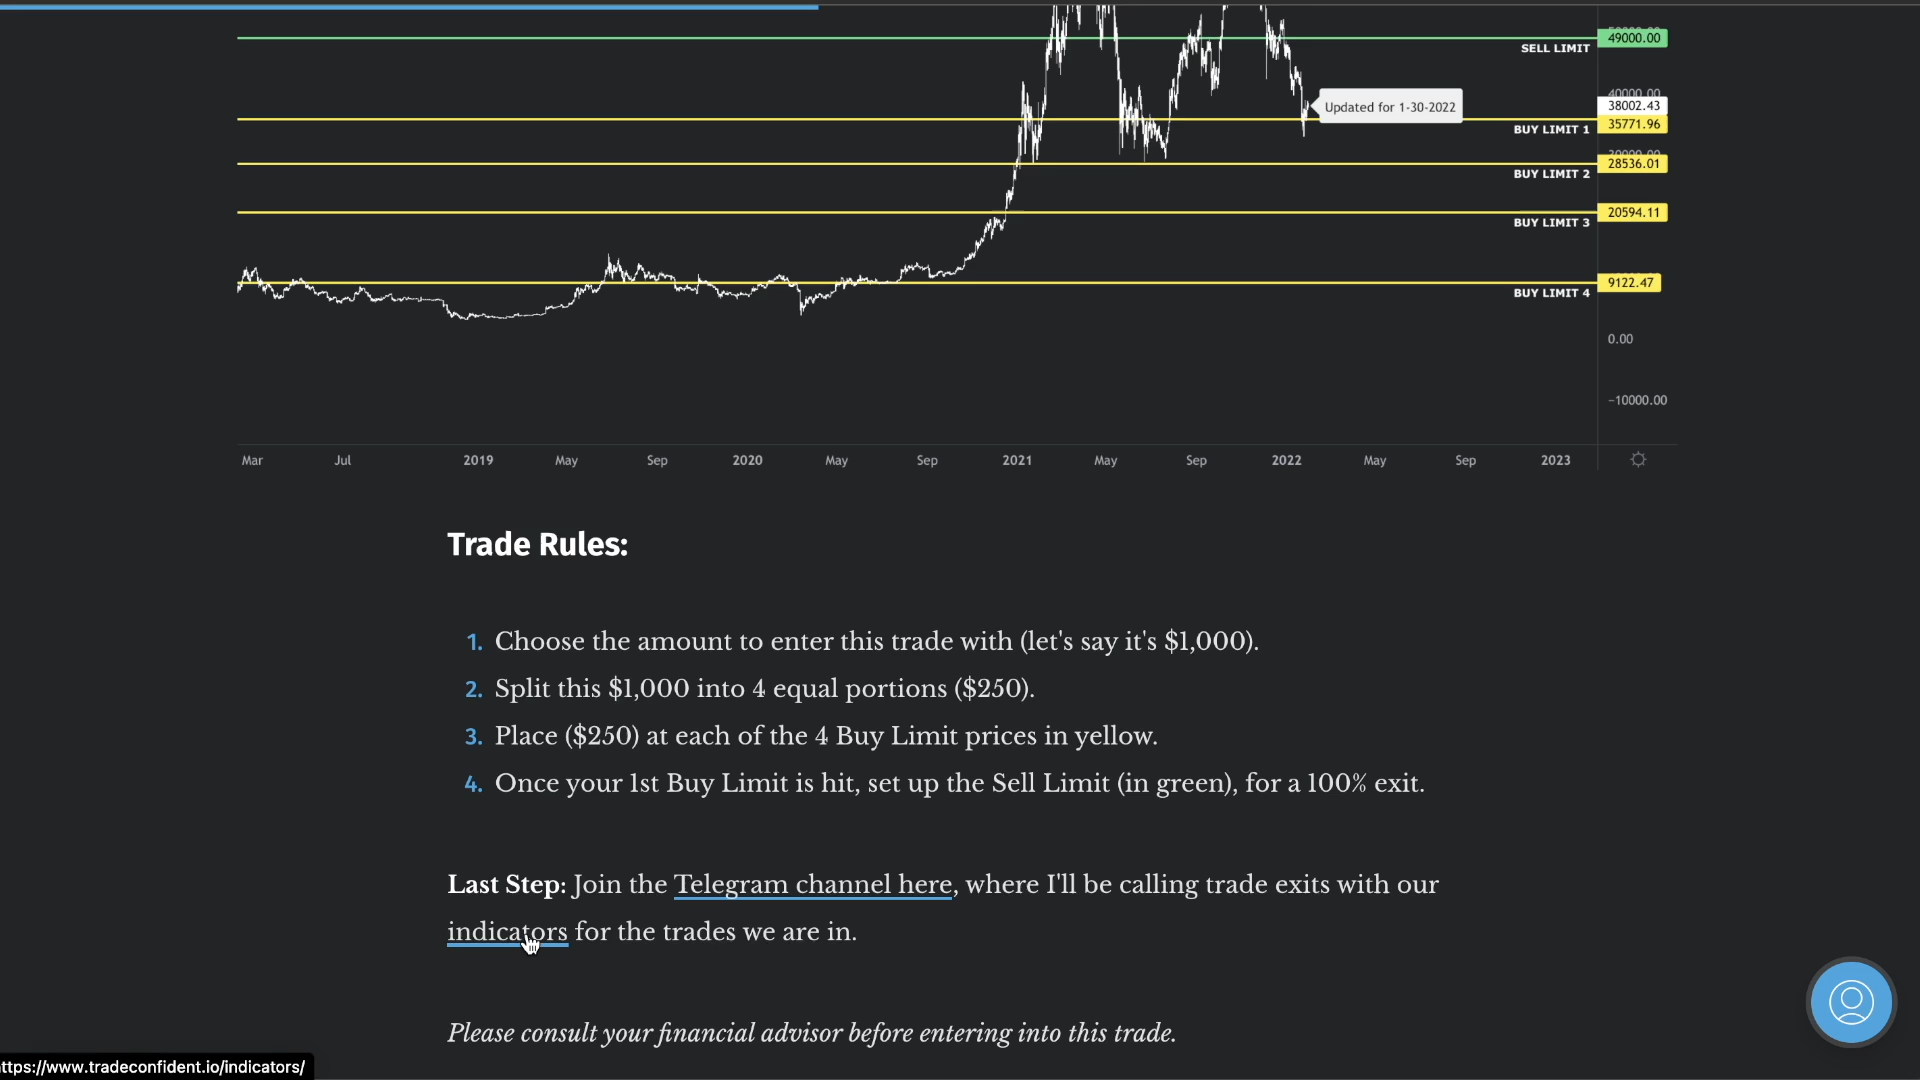 49000.00
SELL LIMIT
40000.00
38002.43
Updated for 1-30-2022
35771.96
BUY LIMIT 1
28536.01
BUY LIMIT 2
20594.11
BUY LIMIT 3
9122.47
BUY LIMIT 4
0.00
−10000.00
Mar Jul 2019 May Sep 2020 May Sep 2021 May Sep 2022 May Sep 2023
Trade Rules:
1. Choose the amount to enter this trade with (let's say it's $1,000).
2. Split this $1,000 into 4 equal portions ($250).
3. Place ($250) at each of the 4 Buy Limit prices in yellow.
4. Once your 1st Buy Limit is hit, set up the Sell Limit (in green), for a 100% exit.
Last Step: Join the Telegram channel here, where I'll be calling trade exits with our
indicators for the trades we are in.
Please consult your financial advisor before entering into this trade.
ttps://www.tradeconfident.io/indicators/